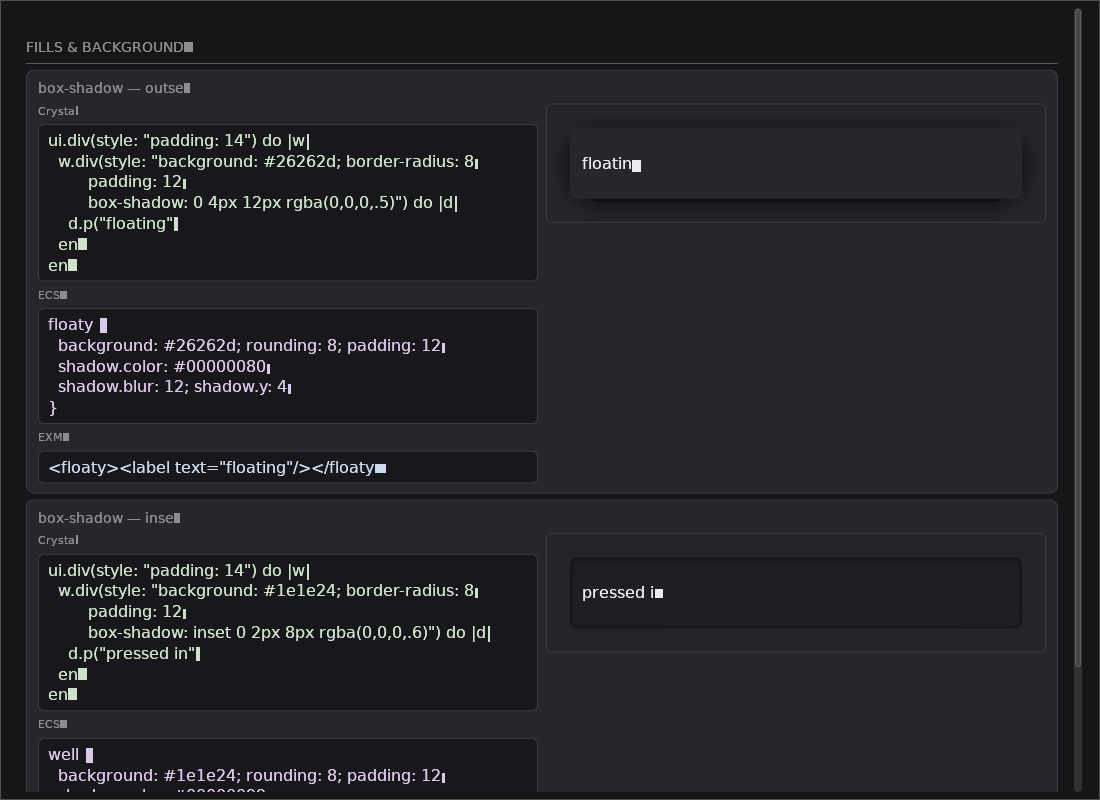 FILLS & BACKGROUND
box-shadow — outse
Crystal
ui.div(style: "padding: 14") do |w|
w.div(style: "background: #26262d; border-radius: 8
padding: 12
box-shadow: 0 4px 12px rgba(0,0,0,.5)") do |d|
d.p("floating"
en
en
ECS
floaty
background: #26262d; rounding: 8; padding: 12
shadow.color: #00000080
shadow.blur: 12; shadow.y: 4
}
EXM
<floaty><label text="floating"/></floaty
floatin
box-shadow — inse
Crystal
ui.div(style: "padding: 14") do |w|
w.div(style: "background: #1e1e24; border-radius: 8
padding: 12
box-shadow: inset 0 2px 8px rgba(0,0,0,.6)") do |d|
d.p("pressed in"
en
en
ECS
well
background: #1e1e24; rounding: 8; padding: 12
pressed i